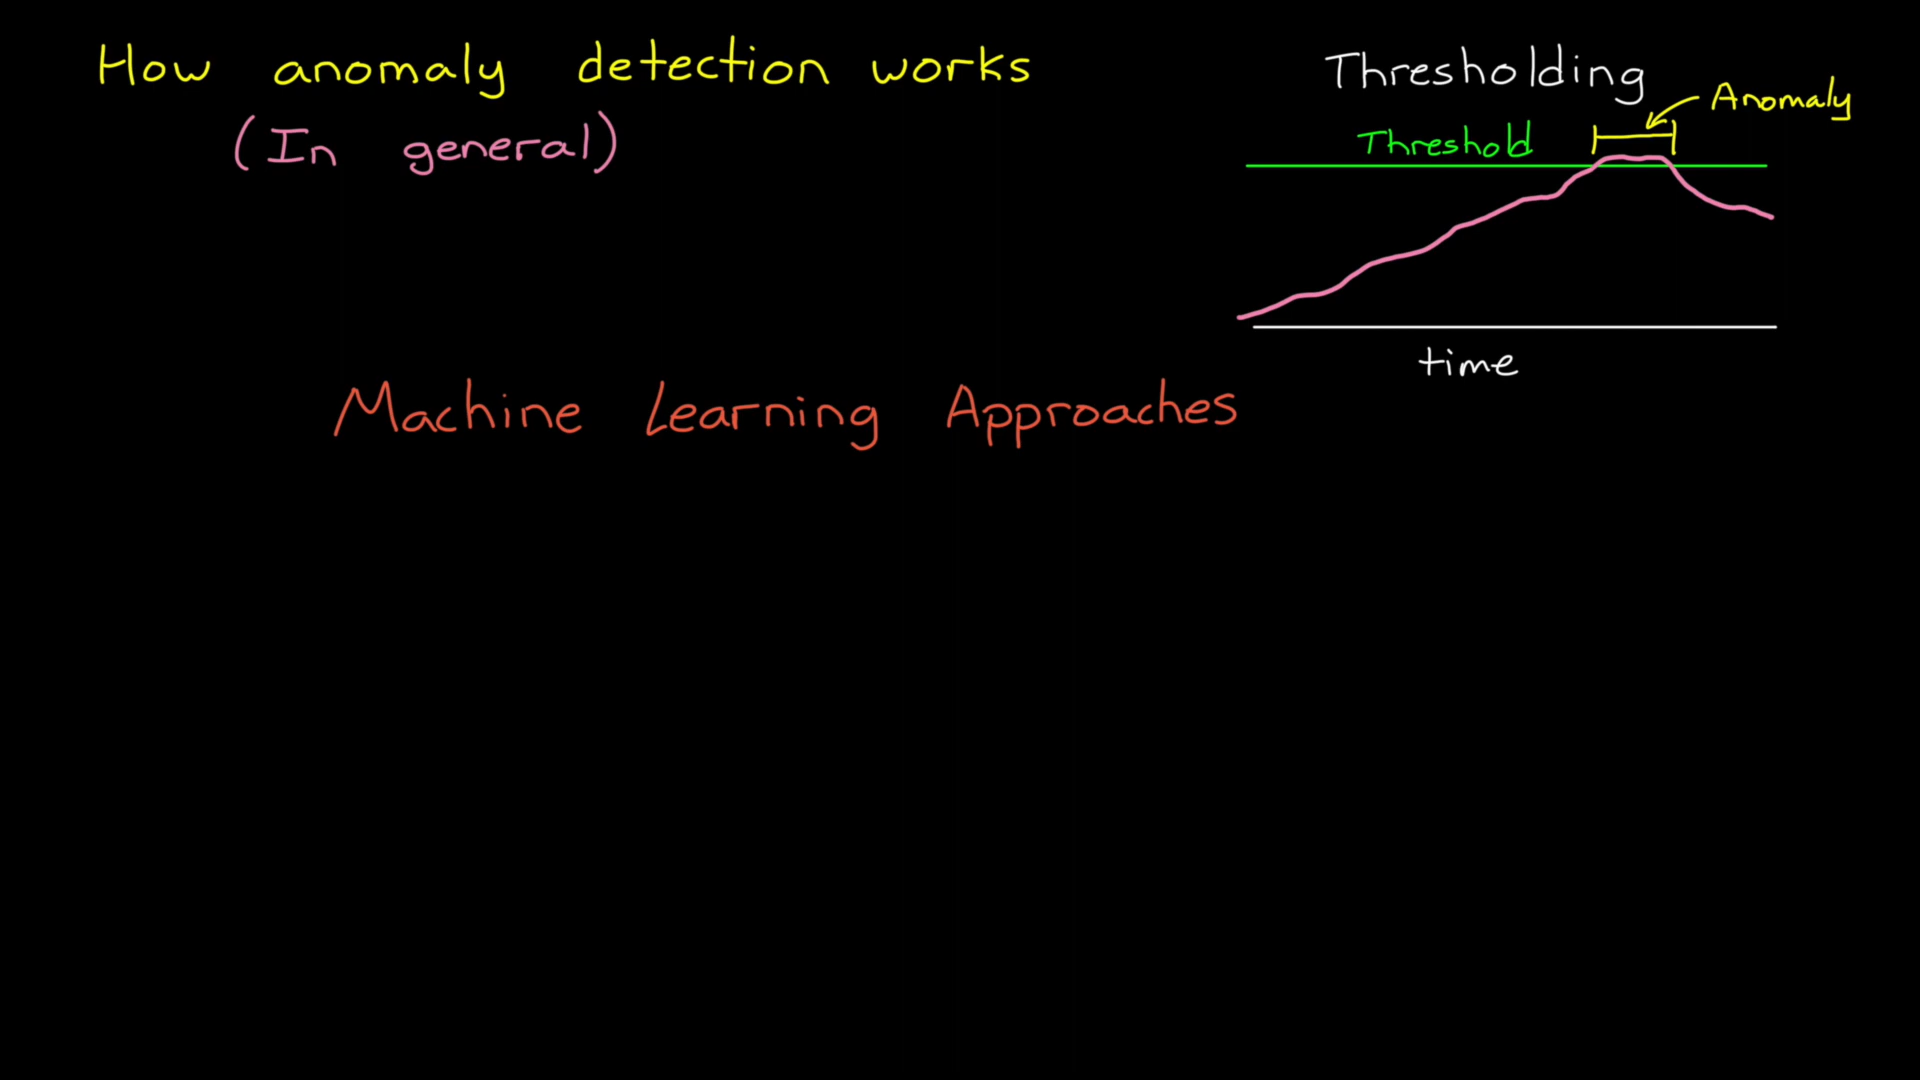 How anomaly detection works
(In general)
Thresholding
Anomaly
Threshold
time
Machine Learning Approaches